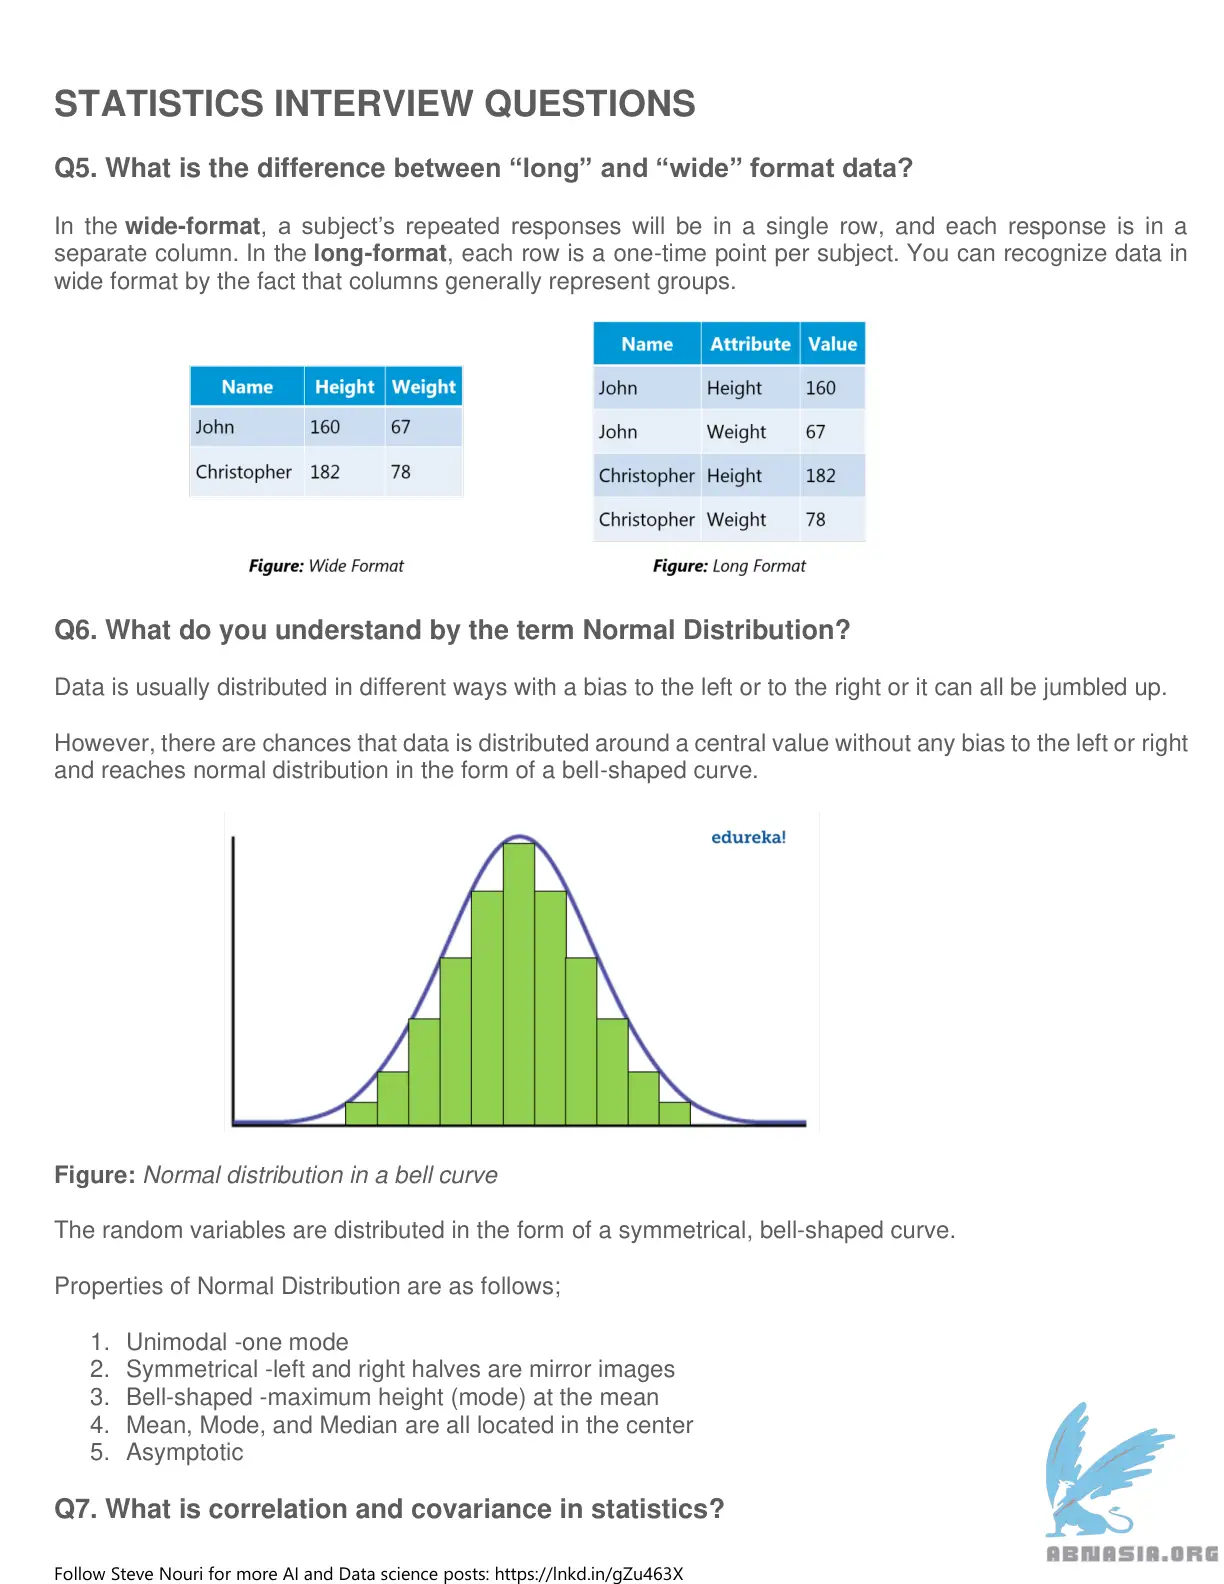 STATISTICS INTERVIEW QUESTIONS
Q5. What is the difference between “long” and “wide” format data?
In the wide-format, a subject’s repeated responses will be in a single row, and each response is in a
separate column. In the long-format, each row is a one-time point per subject. You can recognize data in
wide format by the fact that columns generally represent groups.
Name Height Weight
John 160 67
Christopher 182 78
Figure: Wide Format
Name Attribute Value
John Height 160
John Weight 67
Christopher Height 182
Christopher Weight 78
Figure: Long Format
Q6. What do you understand by the term Normal Distribution?
Data is usually distributed in different ways with a bias to the left or to the right or it can all be jumbled up.
However, there are chances that data is distributed around a central value without any bias to the left or right
and reaches normal distribution in the form of a bell-shaped curve.
edureka!
Figure: Normal distribution in a bell curve
The random variables are distributed in the form of a symmetrical, bell-shaped curve.
Properties of Normal Distribution are as follows;
1. Unimodal -one mode
2. Symmetrical -left and right halves are mirror images
3. Bell-shaped -maximum height (mode) at the mean
4. Mean, Mode, and Median are all located in the center
5. Asymptotic
Q7. What is correlation and covariance in statistics?
ABNASIA.ORG
Follow Steve Nouri for more AI and Data science posts: https://lnkd.in/gZu463X